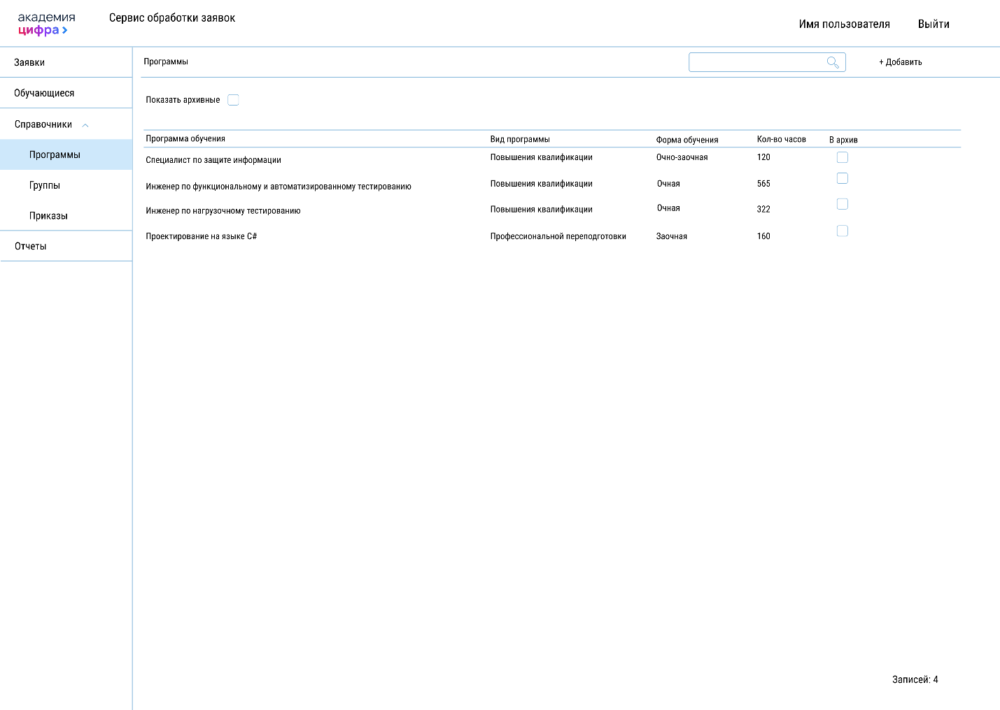 академия
цифра
Сервис обработки заявок
Имя пользователя
Выйти
Заявки
Обучающиеся
Справочники
Программы
Группы
Приказы
Отчеты
Программы
+ Добавить
Показать архивные
Программа обучения Вид программы Форма обучения Кол-во часов В архив
Специалист по защите информации Повышения квалификации Очно-заочная 120
Инженер по функциональному и автоматизированному тестированию Повышения квалификации Очная 565
Инженер по нагрузочному тестированию Повышения квалификации Очная 322
Проектирование на языке C# Профессиональной переподготовки Заочная 160
Записей: 4